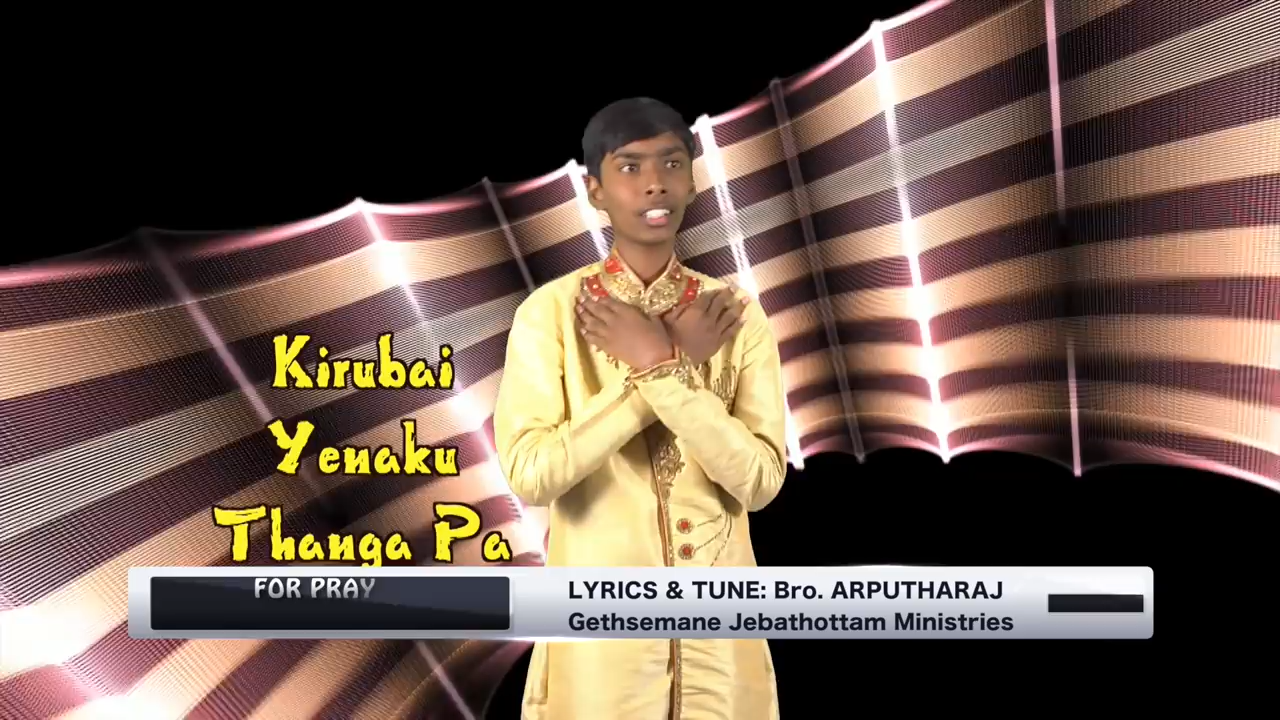 Kirubai
Yenaku
Thanga Pa
FOR PRAY
LYRICS & TUNE: Bro. ARPUTHARAJ
Gethsemane Jebathottam Ministries